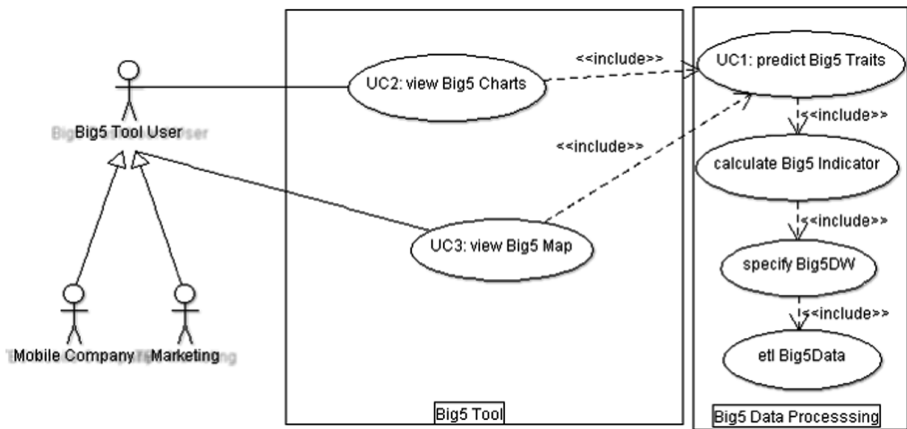 <<include>>
UC1: predict Big5 Traits
UC2: view Big5 Charts
Big5 Tool User
<<include>>
<<include>>
calculate Big5 Indicator
<<include>>
UC3: view Big5 Map
specify Big5DW
<<include>>
Mobile Company
Marketing
etl Big5Data
Big5 Tool
Big5 Data Processsing